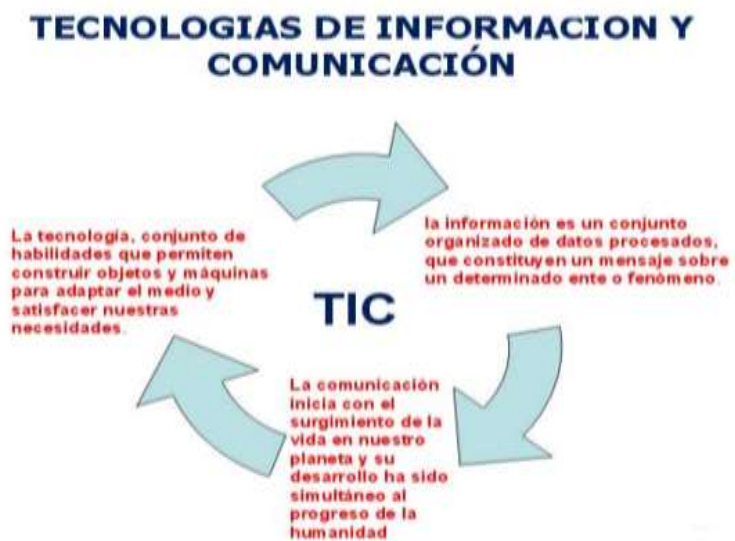 TECNOLOGIAS DE INFORMACION Y
COMUNICACIÓN
La tecnología, conjunto de
habilidades que permiten
construir objetos y máquinas
para adaptar el medio y
satisfacer nuestras
necesidades.
la información es un conjunto
organizado de datos procesados,
que constituyen un mensaje sobre
un determinado ente o fenómeno.
TIC
La comunicación
inicia con el
surgimiento de la
vida en nuestro
planeta y su
desarrollo ha sido
simultáneo al
progreso de la
humanidad